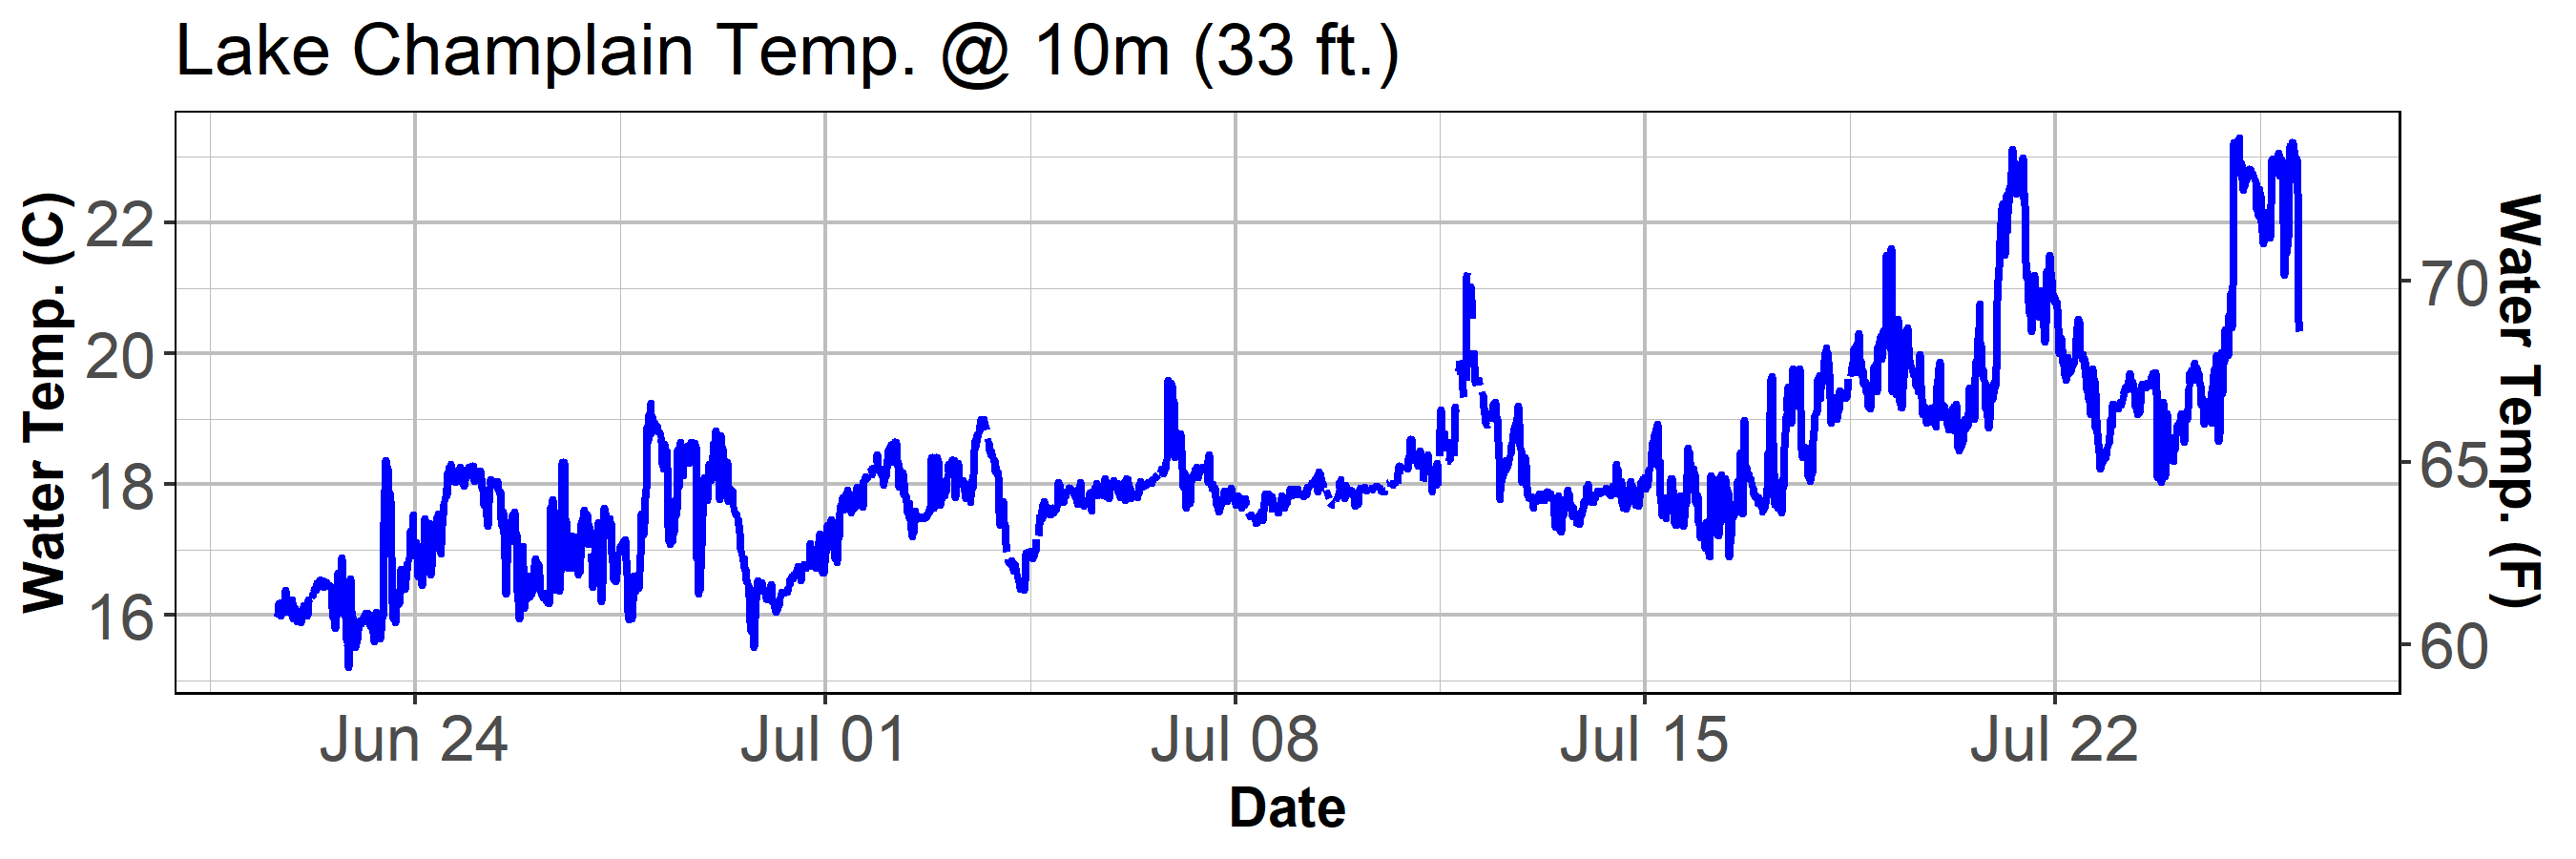 Lake Champlain Temp. @ 10m (33 ft.)
Water Temp. (C)
22
20
18
16
70
65
60
Water Temp. (F)
Jun 24
Jul 01
Jul 08
Jul 15
Jul 22
Date